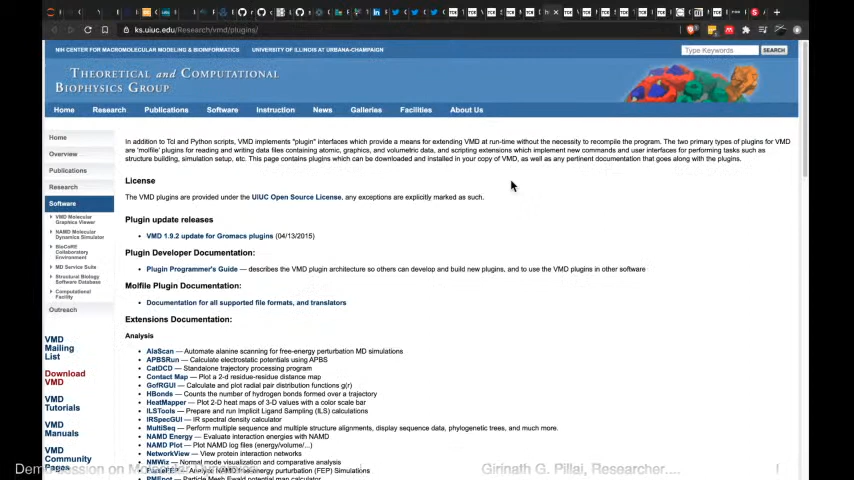 ks.uiuc.edu/Research/vmd/plugins/
NIH CENTER FOR MACROMOLECULAR MODELING & BIOINFORMATICS
UNIVERSITY OF ILLINOIS AT URBANA-CHAMPAIGN
Type Keywords
SEARCH
THEORETICAL and COMPUTATIONAL
BIOPHYSICS GROUP
Home Research Publications Software Instruction News Galleries Facilities About Us
Home
Overview
Publications
Research
Software
VMD Molecular
Graphics Viewer
NAMD Molecular
Dynamics Simulator
BioCoRE
Collaboratory
Environment
MD Service Suite
Structural Biology
Software Database
Computational
Facility
Outreach
VMD
Mailing
List
Download
VMD
VMD
Tutorials
VMD
Manuals
VMD
Community
Pages
In addition to Tcl and Python scripts, VMD implements "plugin" interfaces which provide a means for extending VMD at run-time without the necessity to recompile the program. The two primary types of plugins for VMD
are 'molfile' plugins for reading and writing data files containing atomic, graphics, and volumetric data, and scripting extensions which implement new commands and user interfaces for performing tasks such as
structure building, simulation setup, etc. This page contains plugins which can be downloaded and installed in your copy of VMD, as well as any pertinent documentation that goes along with the plugins.
License
The VMD plugins are provided under the UIUC Open Source License, any exceptions are explicitly marked as such.
Plugin update releases
• VMD 1.9.2 update for Gromacs plugins (04/13/2015)
Plugin Developer Documentation:
• Plugin Programmer's Guide — describes the VMD plugin architecture so others can develop and build new plugins, and to use the VMD plugins in other software
Molfile Plugin Documentation:
• Documentation for all supported file formats, and translators
Extensions Documentation:
Analysis
• AlaScan — Automate alanine scanning for free-energy perturbation MD simulations
• APBSRun — Calculate electrostatic potentials using APBS
• CatDCD — Standalone trajectory processing program
• Contact Map — Plot a 2-d residue-residue distance map
• GofRGUI — Calculate and plot radial pair distribution functions g(r)
• HBonds — Counts the number of hydrogen bonds formed over a trajectory
• HeatMapper — Plot 2-D heat maps of 3-D values with a color scale bar
• ILSTools — Prepare and run Implicit Ligand Sampling (ILS) calculations
• IRSpecGUI — IR spectral density calculator
• MultiSeq — Perform multiple sequence and multiple structure alignments, display sequence data, phylogenetic trees, and much more.
• NAMD Energy — Evaluate interaction energies with NAMD
• NAMD Plot — Plot NAMD log files (energy/volume/...)
• NetworkView — View protein interaction networks
• NMWiz — Normal mode visualization and comparative analysis
Girinath G. Pillai, Researcher....